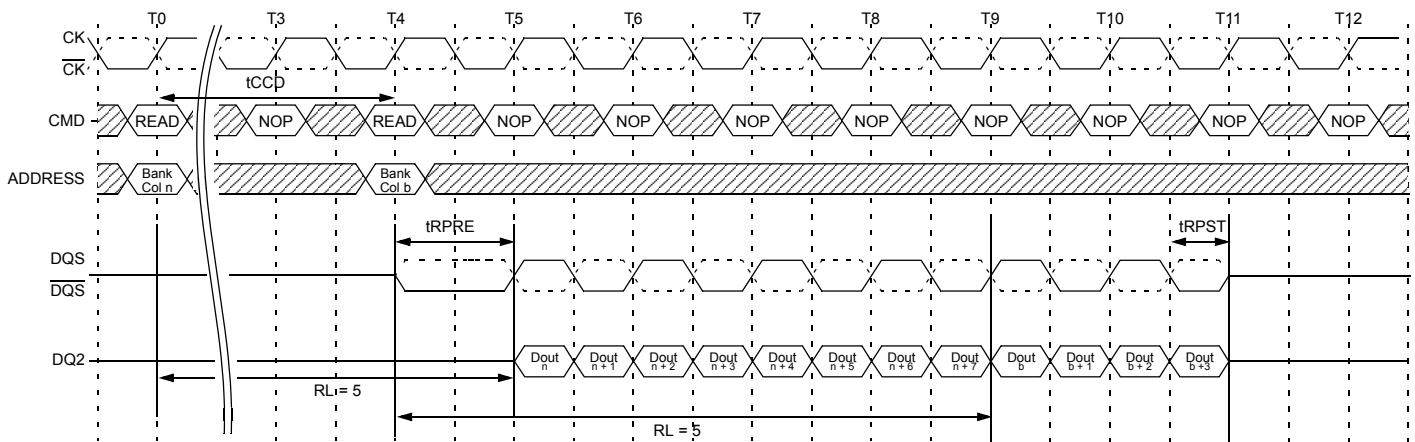 T0 T3 T4 T5 T6 T7 T8 T9 T10 T11 T12
CK
CK
tCCD
CMD READ NOP READ NOP NOP NOP NOP NOP NOP NOP NOP
ADDRESS Bank Col n Bank Col b
tRPRE tRPST
DQS
DQS
DQ2 Dout n Dout n + 1 Dout n + 2 Dout n + 3 Dout n + 4 Dout n + 5 Dout n + 6 Dout n + 7 Dout b Dout b + 1 Dout b + 2 Dout b +3
RL = 5
RL = 5